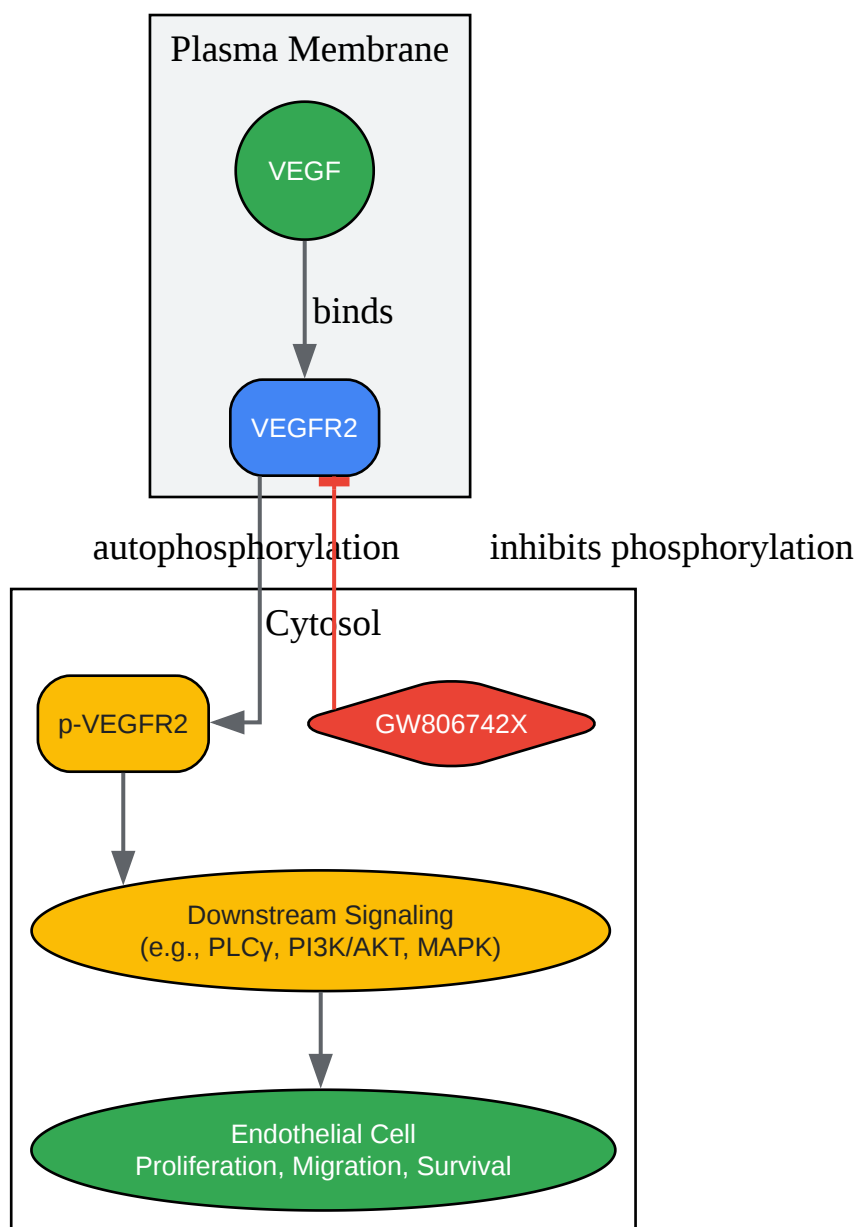 Plasma Membrane
VEGF
binds
VEGFR2
autophosphorylation
inhibits phosphorylation
Cytosol
p-VEGFR2
GW806742X
Downstream Signaling
(e.g., PLCγ, PI3K/AKT, MAPK)
Endothelial Cell
Proliferation, Migration, Survival